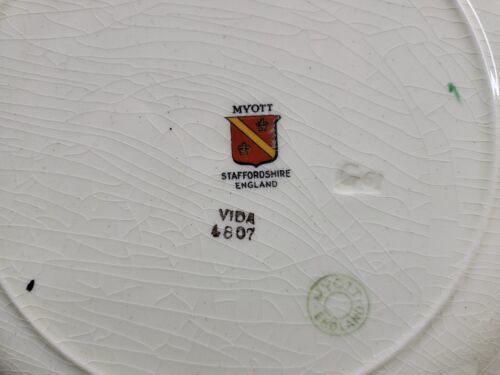 MYOTT
STAFFORDSHIRE
ENGLAND
VIDA
4807
MYOTT
ENGLAND